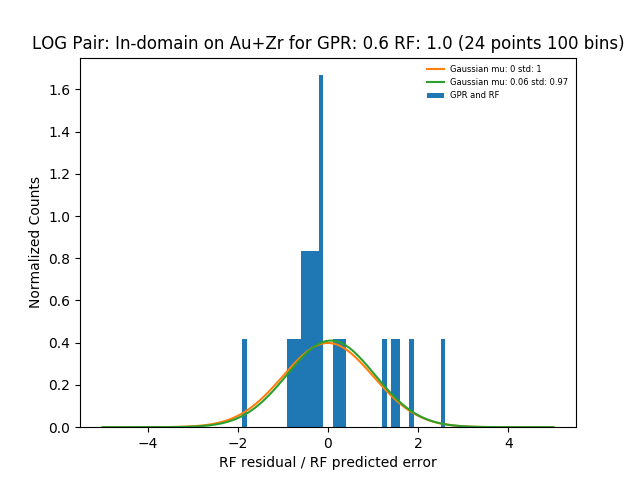 LOG Pair: In-domain on Au+Zr for GPR: 0.6 RF: 1.0 (24 points 100 bins)
Gaussian mu: 0 std: 1
Gaussian mu: 0.06 std: 0.97
GPR and RF
Normalized Counts
1.6
1.4
1.2
1.0
0.8
0.6
0.4
0.2
0.0
−4 −2 0 2 4
RF residual / RF predicted error